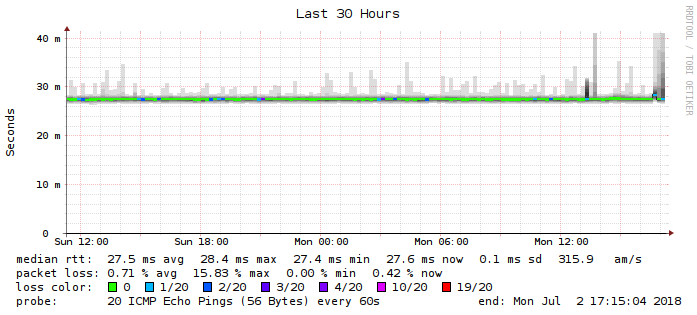 Last 30 Hours
RRDTOOL / TOBI OETIKER
Seconds
40 m
30 m
20 m
10 m
0
Sun 12:00 Sun 18:00 Mon 00:00 Mon 06:00 Mon 12:00
median rtt: 27.5 ms avg 28.4 ms max 27.4 ms min 27.6 ms now 0.1 ms sd 315.9 am/s
packet loss: 0.71 % avg 15.83 % max 0.00 % min 0.42 % now
loss color: 0 1/20 2/20 3/20 4/20 10/20 19/20
probe: 20 ICMP Echo Pings (56 Bytes) every 60s end: Mon Jul 2 17:15:04 2018